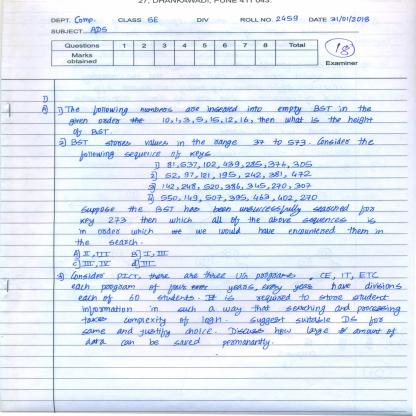 27, DHANKAWADI, PUNE 411 043.
DEPT. Comp. CLASS SE DIV ROLL NO. 2459 DATE 31/01/2018
SUBJECT. ADS
Questions 1 2 3 4 5 6 7 8 Total
Marks obtained
18
Examiner
1)
A) 1) The following numbers are inserted into empty BST in the
given order 10,1,3,5,15,12,16, then what is the height
of BST.
2) BST stores values in the range 37 to 573. Consider the
following sequence of keys
I) 81,537,102,439,285,376,305
II) 52, 97, 121, 195, 242, 381, 472
III) 142, 248, 520, 386, 345, 270, 307
IV) 550, 149, 507, 395, 463, 402, 270
Suppose the BST has been unsuccessfully searched for
key 273 then which all of the above sequences is
in order which we would have encountered them in
the search.
A) II, III B) I, III
C) III, IV d) III
3) Consider PICT, there are three UG programs, CE, IT, ETC
each program of four years, every year have divisions
each of 60 students. It is required to store student
information in such a way that searching and processing
takes complexity of logn. Suggest suitable DS for
same and justify choice. Discuss how large amount of
data can be saved permanantly.